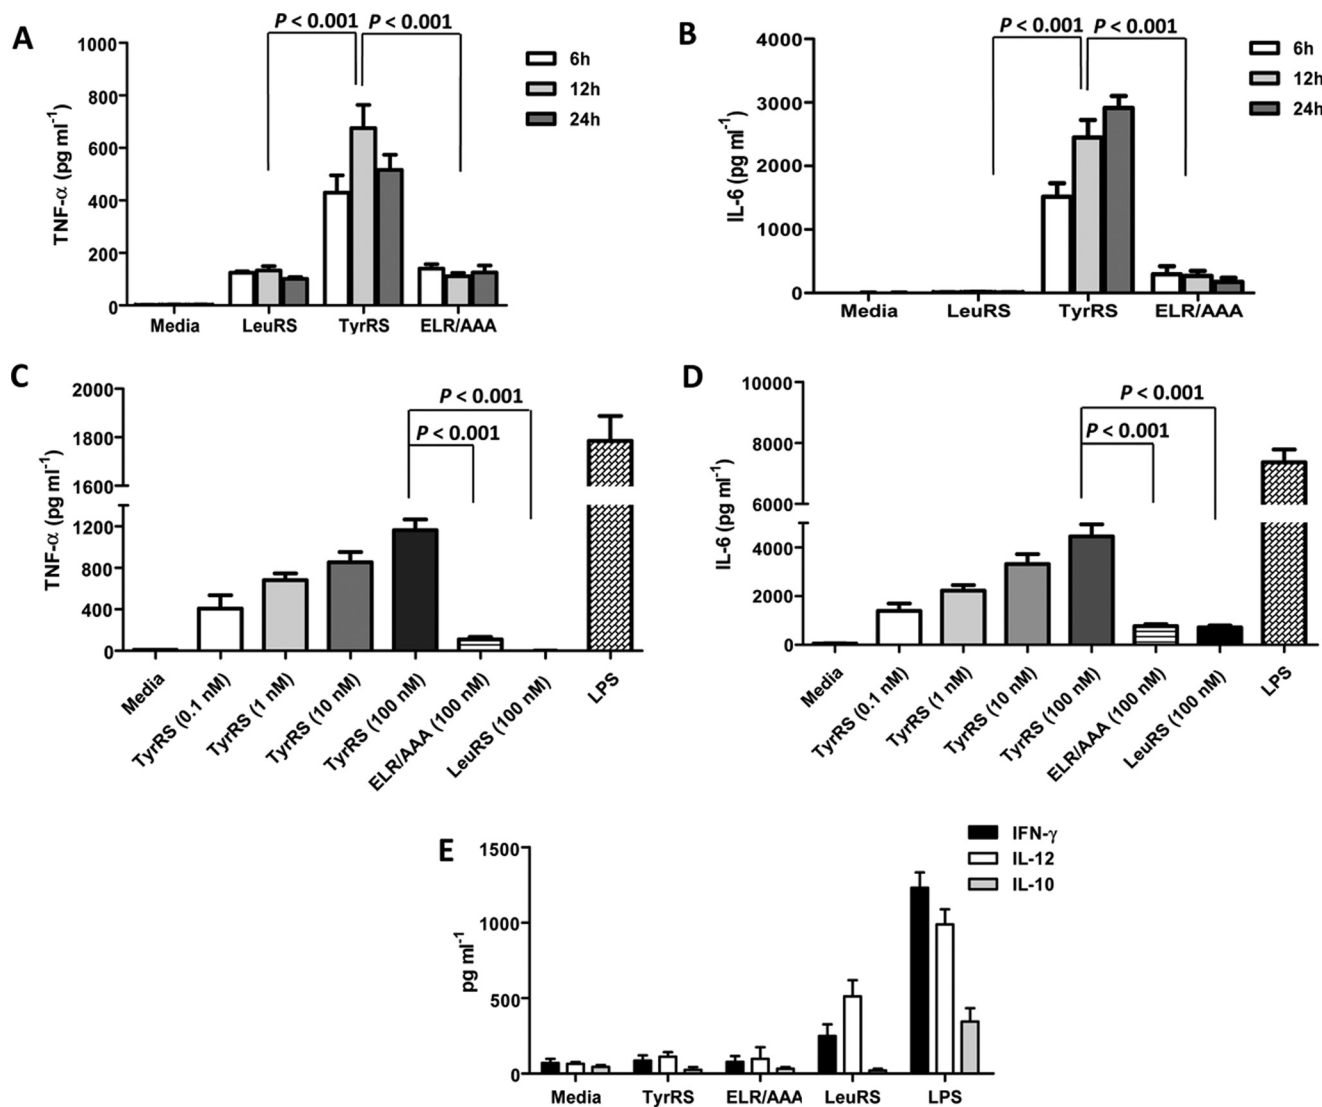 A
P < 0.001
P < 0.001
TNF-α (pg ml-1)
1000
800
600
400
200
0
Media
LeuRS
TyrRS
ELR/AAA
6h
12h
24h
B
P < 0.001
P < 0.001
IL-6 (pg ml-1)
4000
3000
2000
1000
0
Media
LeuRS
TyrRS
ELR/AAA
6h
12h
24h
C
P < 0.001
P < 0.001
TNF-α (pg ml-1)
2000
1800
1600
1200
800
400
0
Media
TyrRS (0.1 nM)
TyrRS (1 nM)
TyrRS (10 nM)
TyrRS (100 nM)
ELR/AAA (100 nM)
LeuRS (100 nM)
LPS
D
P < 0.001
P < 0.001
IL-6 (pg ml-1)
10000
8000
6000
4000
2000
0
Media
TyrRS (0.1 nM)
TyrRS (1 nM)
TyrRS (10 nM)
TyrRS (100 nM)
ELR/AAA (100 nM)
LeuRS (100 nM)
LPS
E
pg ml-1
1500
1000
500
0
Media
TyrRS
ELR/AAA
LeuRS
LPS
IFN-γ
IL-12
IL-10